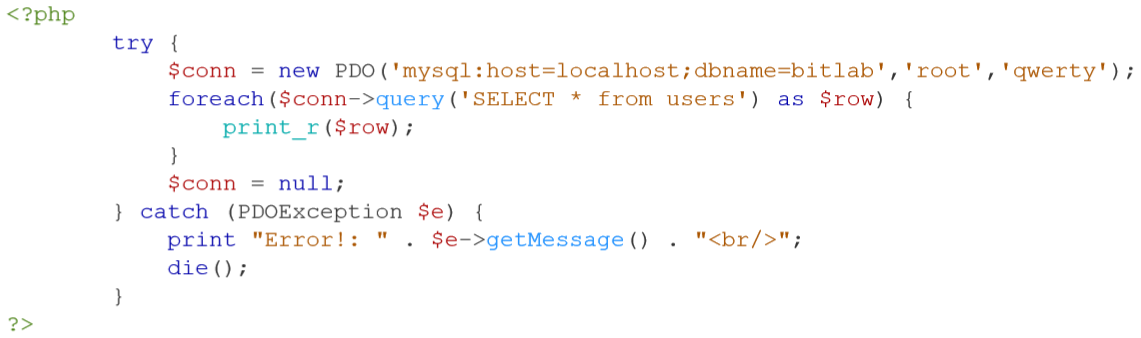 <?php
try {
$conn = new PDO('mysql:host=localhost;dbname=bitlab','root','qwerty');
foreach($conn->query('SELECT * from users') as $row) {
print_r($row);
}
$conn = null;
} catch (PDOException $e) {
print "Error!: " . $e->getMessage() . "<br/>";
die();
}
?>